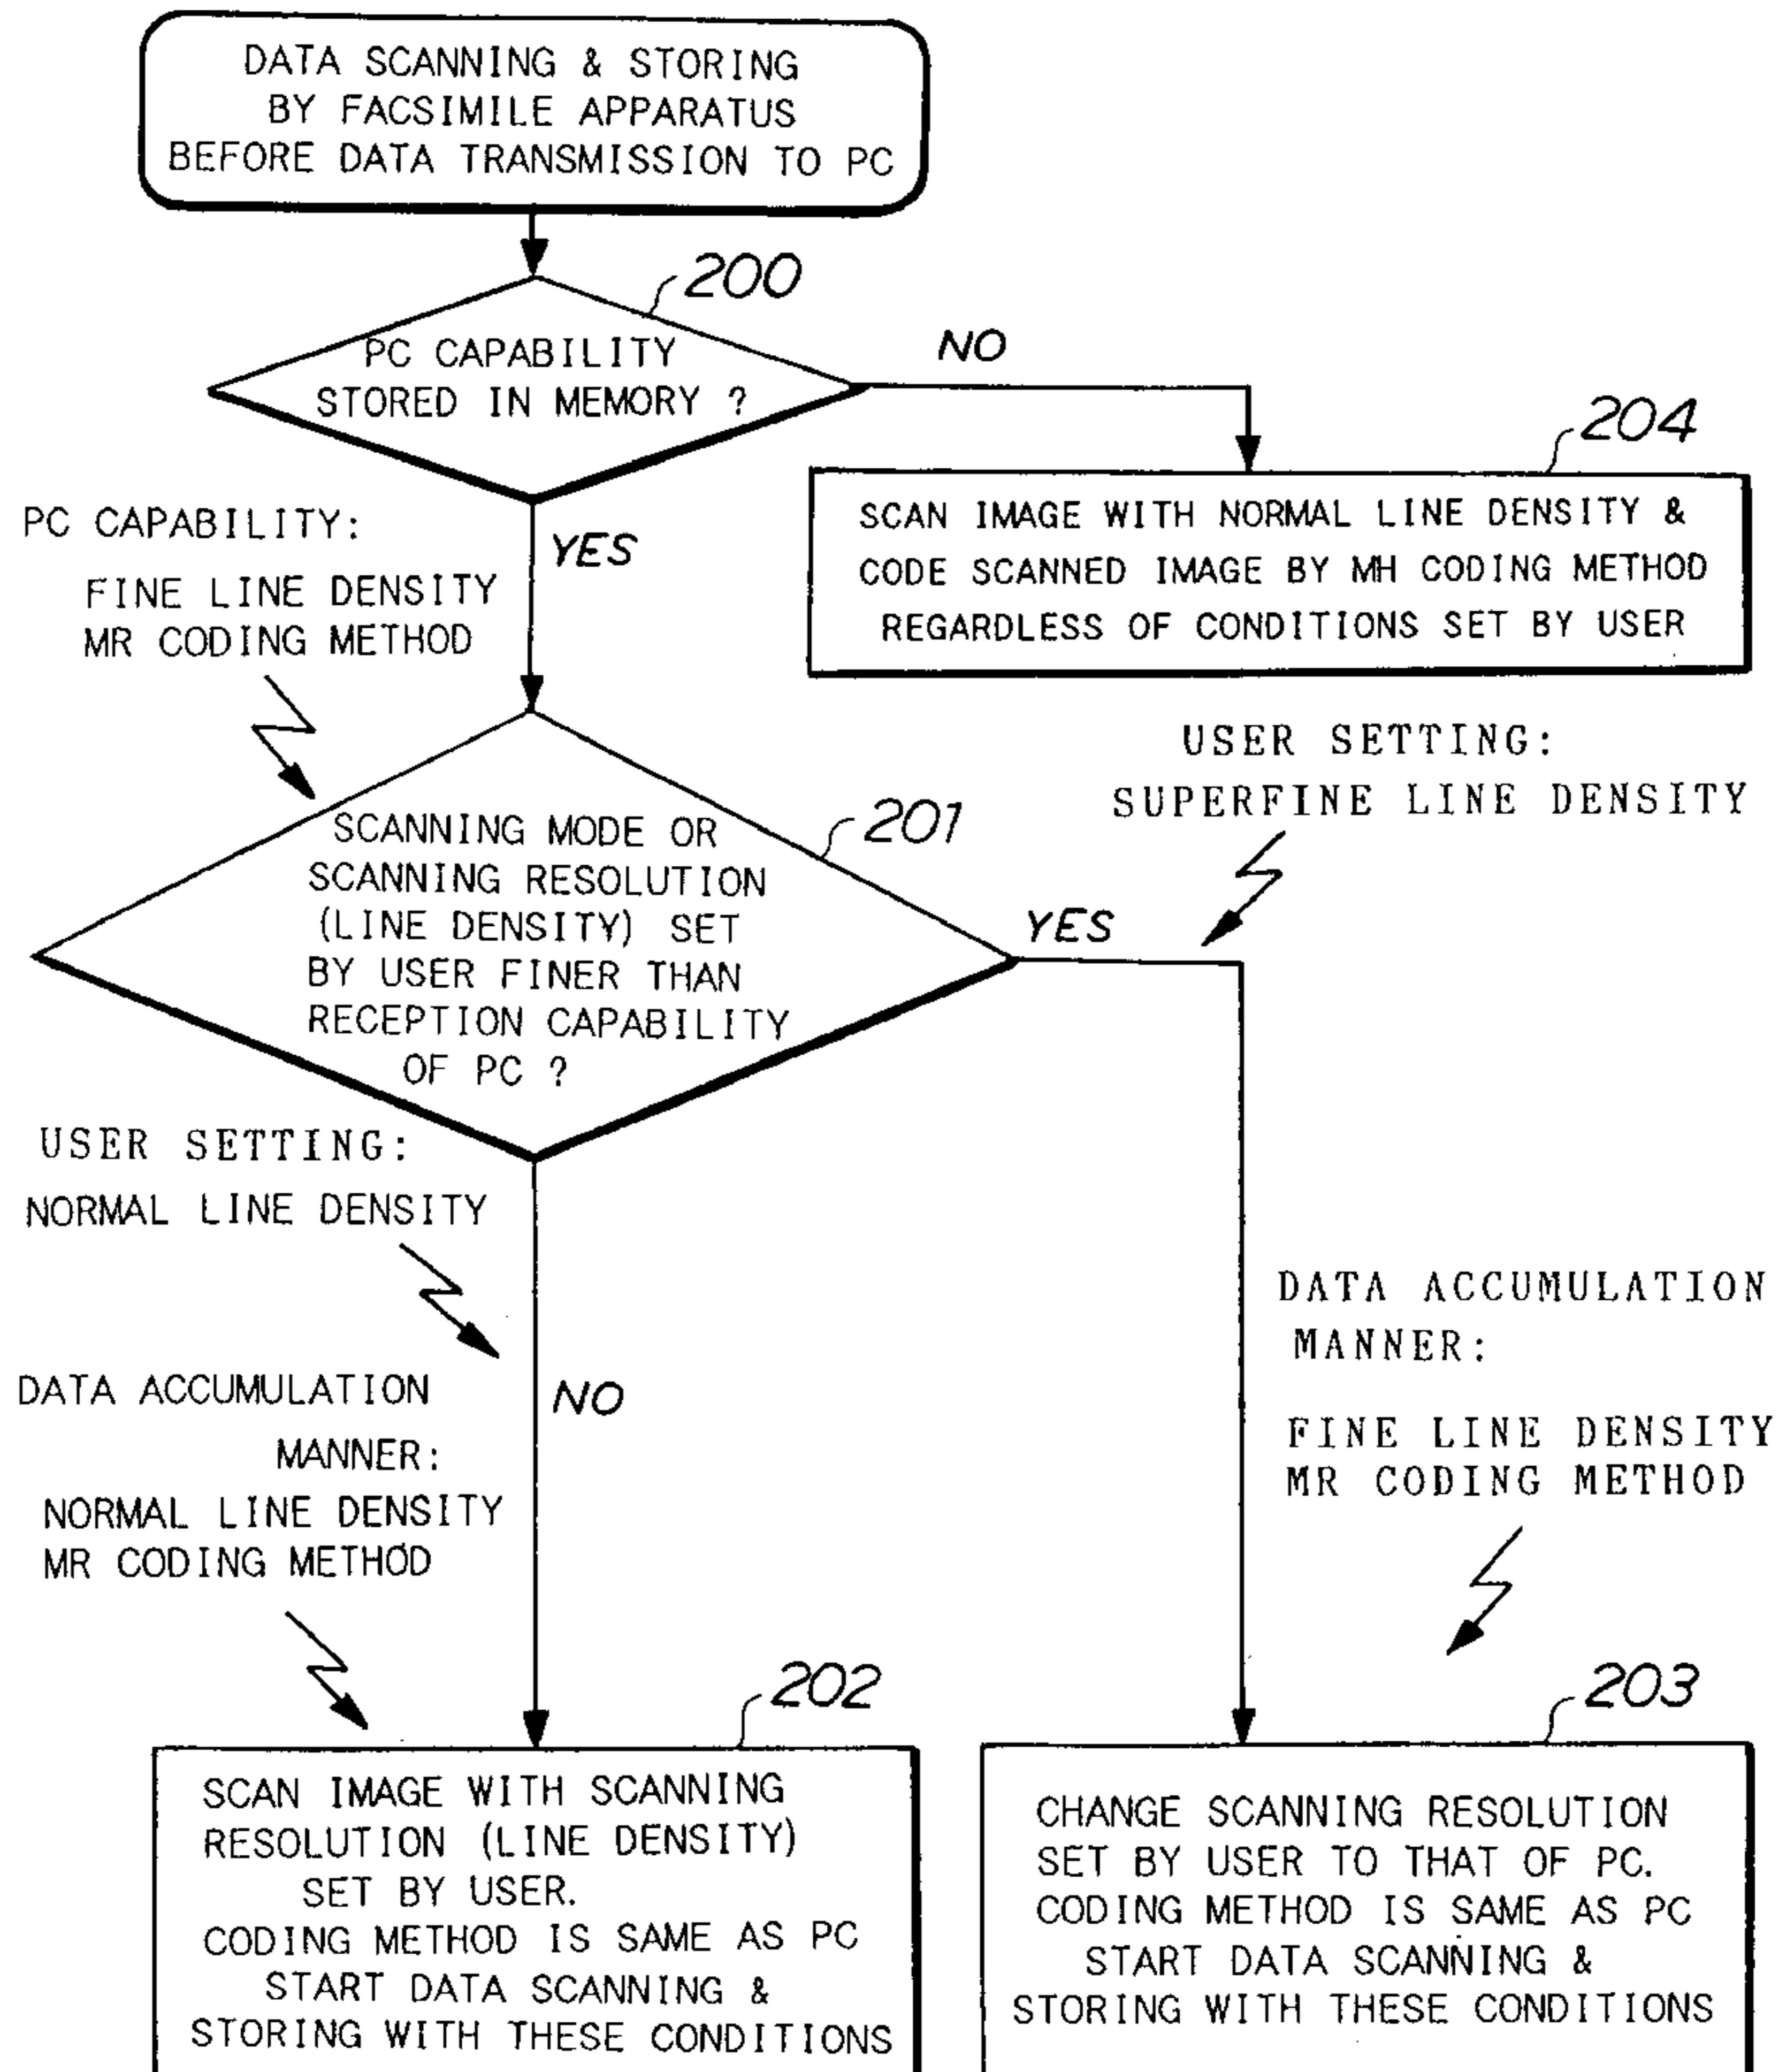 DATA SCANNING & STORING
BY FACSIMILE APPARATUS
BEFORE DATA TRANSMISSION TO PC
200
PC CAPABILITY
STORED IN MEMORY ?
NO
204
SCAN IMAGE WITH NORMAL LINE DENSITY &
CODE SCANNED IMAGE BY MH CODING METHOD
REGARDLESS OF CONDITIONS SET BY USER
YES
PC CAPABILITY:
FINE LINE DENSITY
MR CODING METHOD
201
SCANNING MODE OR
SCANNING RESOLUTION
(LINE DENSITY) SET
BY USER FINER THAN
RECEPTION CAPABILITY
OF PC ?
USER SETTING:
SUPERFINE LINE DENSITY
YES
USER SETTING:
NORMAL LINE DENSITY
NO
DATA ACCUMULATION
MANNER:
NORMAL LINE DENSITY
MR CODING METHOD
DATA ACCUMULATION
MANNER:
FINE LINE DENSITY
MR CODING METHOD
202
SCAN IMAGE WITH SCANNING
RESOLUTION (LINE DENSITY)
SET BY USER.
CODING METHOD IS SAME AS PC
START DATA SCANNING &
STORING WITH THESE CONDITIONS
203
CHANGE SCANNING RESOLUTION
SET BY USER TO THAT OF PC.
CODING METHOD IS SAME AS PC
START DATA SCANNING &
STORING WITH THESE CONDITIONS